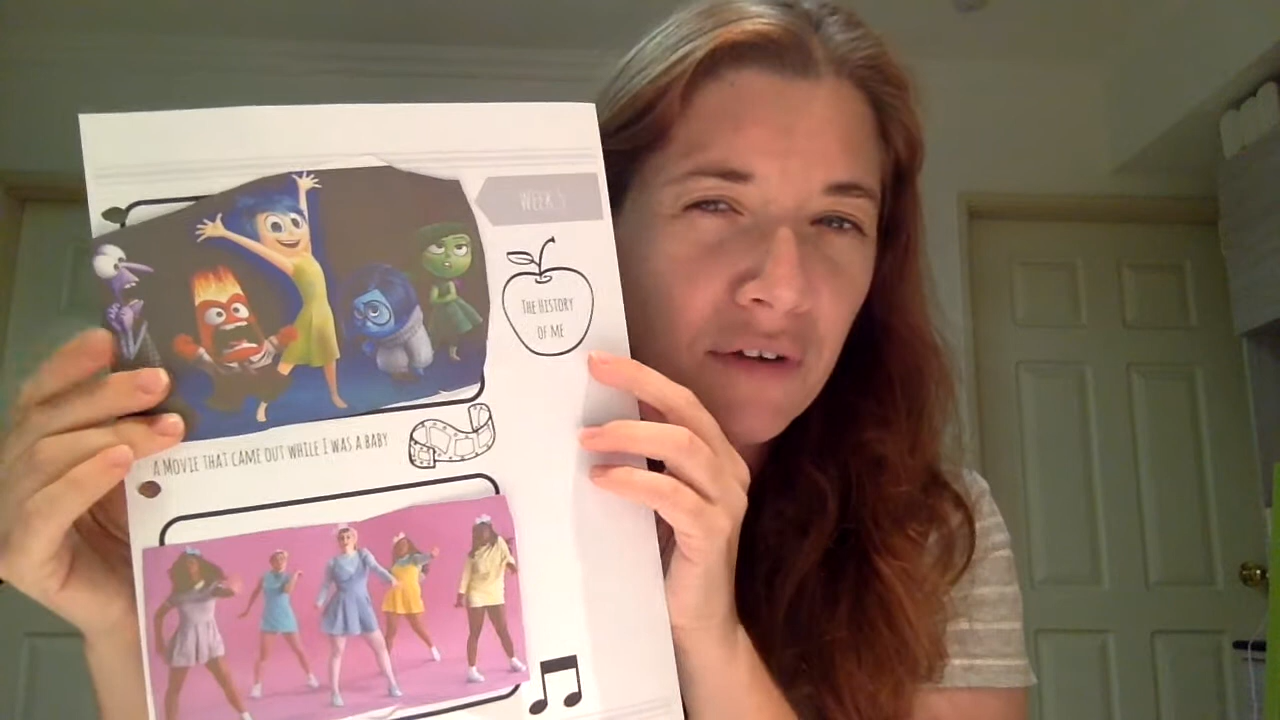 WEEK 5
THE HISTORY
OF ME
A MOVIE THAT CAME OUT WHILE I WAS A BABY